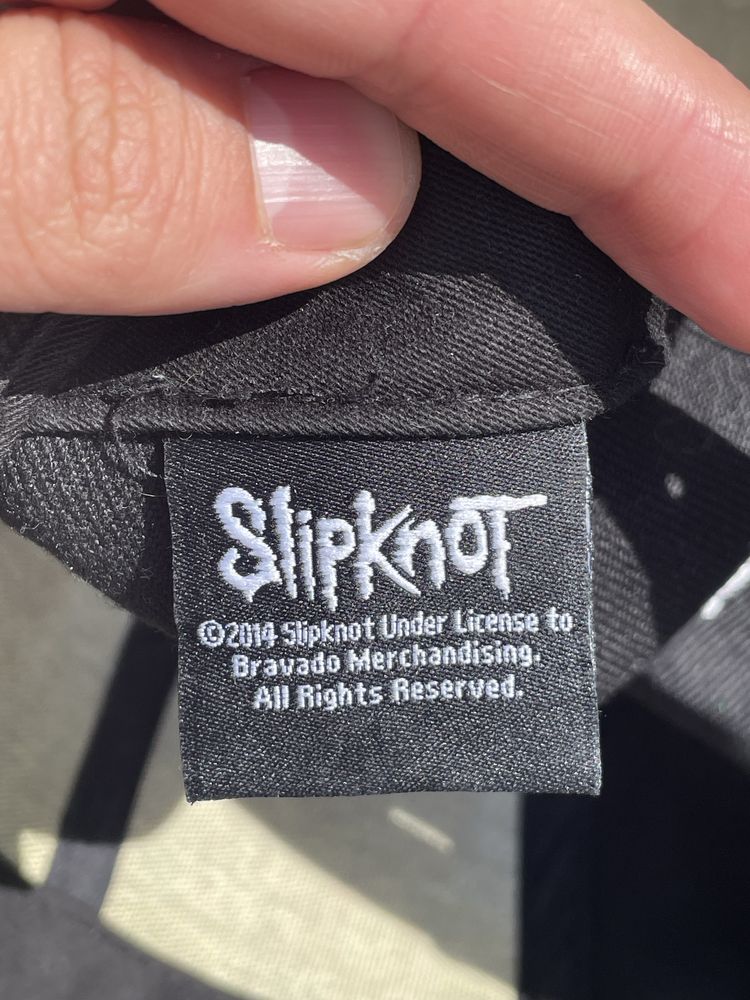 Slipknot
©2014 Slipknot Under License to
Bravado Merchandising.
All Rights Reserved.